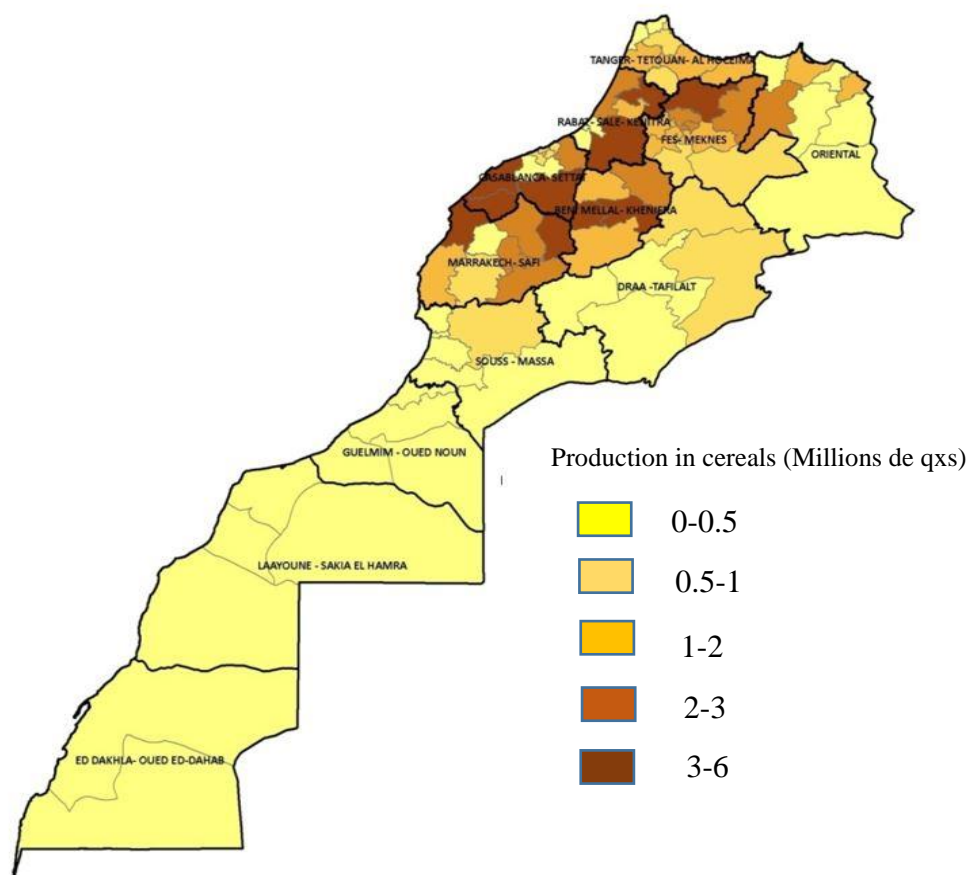 TANGER- TETOUAN- AL HOCZIMA
RABAT- SALE- KENITRA
FES- MEKNES
ORIENTAL
CASABLANCA- SETTAT
BENI MELLAL- KHENIFRA
MARRAKECH- SAFI
DRAA -TAFILALT
SOUSS - MASSA
GUELMIM - OUED NOUN
LAAYOUNE - SAKIA EL HAMRA
ED DAKHLA- OUED ED-DAHAB
Production in cereals (Millions de qxs)
0-0.5
0.5-1
1-2
2-3
3-6